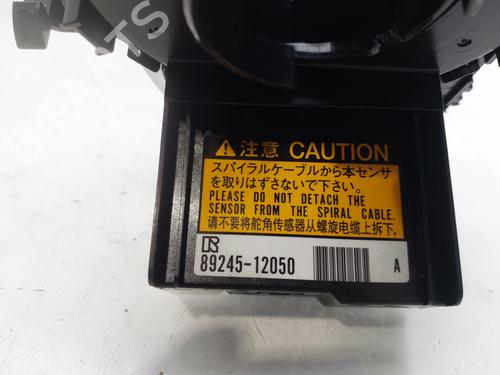 注意 CAUTION
スパイラルケーブルから本センサ
を取りはずさないで下さい。
PLEASE DO NOT DETACH THE
SENSOR FROM THE SPIRAL CABLE.
请不要将舵角传感器从螺旋电缆上拆下。
89245-12050 A